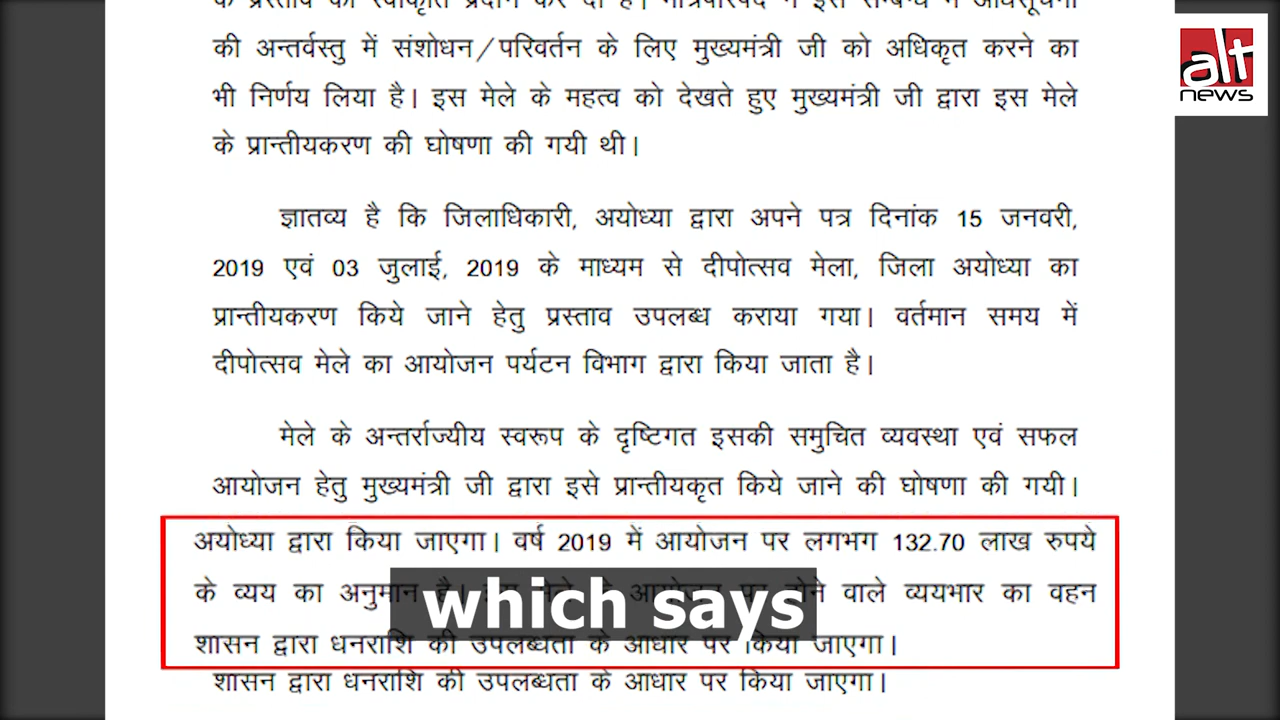 के प्रस्ताव को स्वीकृति प्रदान कर दी है। मंत्रिपरिषद ने इस सम्बन्ध में अधिसूचना
की अन्तर्वस्तु में संशोधन/परिवर्तन के लिए मुख्यमंत्री जी को अधिकृत करने का
भी निर्णय लिया है। इस मेले के महत्व को देखते हुए मुख्यमंत्री जी द्वारा इस मेले
के प्रान्तीयकरण की घोषणा की गयी थी।
ज्ञातव्य है कि जिलाधिकारी, अयोध्या द्वारा अपने पत्र दिनांक 15 जनवरी,
2019 एवं 03 जुलाई, 2019 के माध्यम से दीपोत्सव मेला, जिला अयोध्या का
प्रान्तीयकरण किये जाने हेतु प्रस्ताव उपलब्ध कराया गया। वर्तमान समय में
दीपोत्सव मेले का आयोजन पर्यटन विभाग द्वारा किया जाता है।
मेले के अन्तर्राज्यीय स्वरूप के दृष्टिगत इसकी समुचित व्यवस्था एवं सफल
आयोजन हेतु मुख्यमंत्री जी द्वारा इसे प्रान्तीयकृत किये जाने की घोषणा की गयी।
अयोध्या द्वारा किया जाएगा। वर्ष 2019 में आयोजन पर लगभग 132.70 लाख रुपये
के व्यय का अनुमान है। इस मेले के आयोजन पर होने वाले व्ययभार का वहन
शासन द्वारा धनराशि की उपलब्धता के आधार पर किया जाएगा।
शासन द्वारा धनराशि की उपलब्धता के आधार पर किया जाएगा।
which says
alt
news